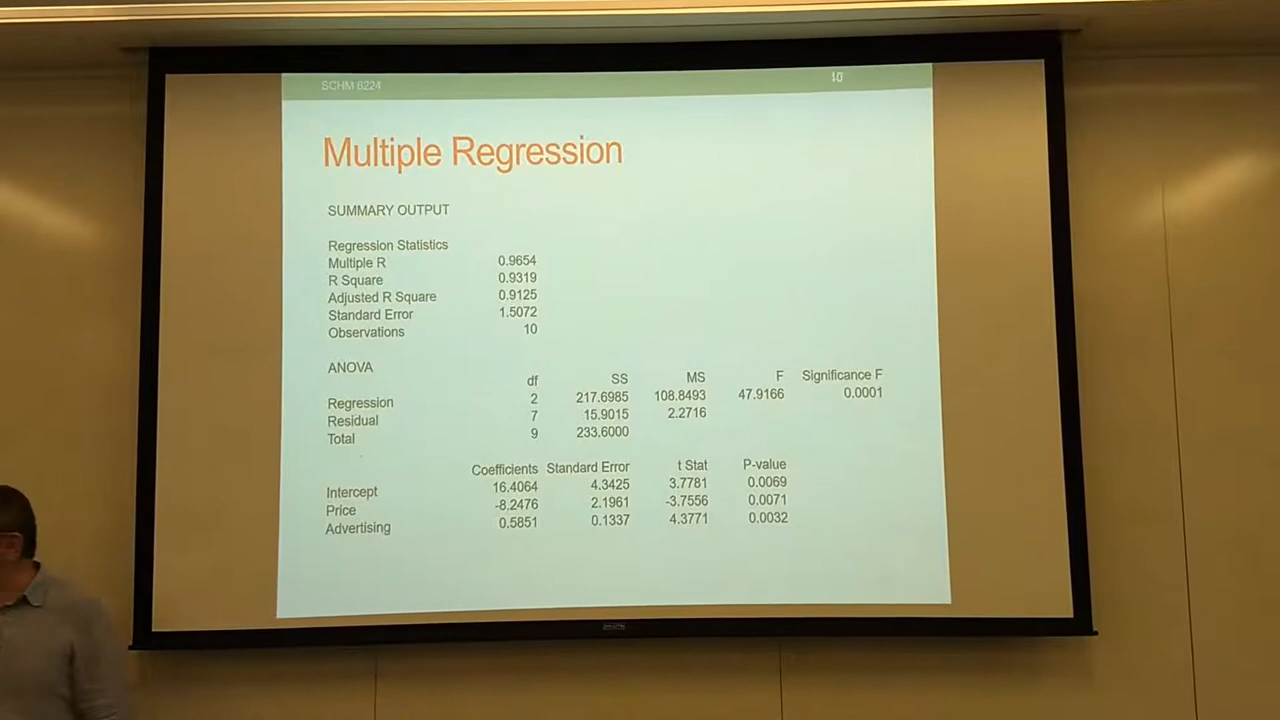 SCHM 6224 10
Multiple Regression
SUMMARY OUTPUT
Regression Statistics
Multiple R 0.9654
R Square 0.9319
Adjusted R Square 0.9125
Standard Error 1.5072
Observations 10
ANOVA
df SS MS F Significance F
Regression 2 217.6985 108.8493 47.9166 0.0001
Residual 7 15.9015 2.2716
Total 9 233.6000
Coefficients Standard Error t Stat P-value
Intercept 16.4064 4.3425 3.7781 0.0069
Price -8.2476 2.1961 -3.7556 0.0071
Advertising 0.5851 0.1337 4.3771 0.0032